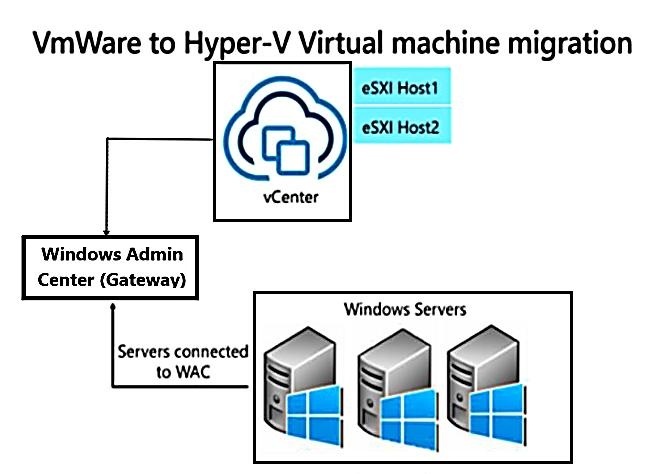 VmWare to Hyper-V Virtual machine migration
eSXI Host1
eSXI Host2
vCenter
Windows Admin
Center (Gateway)
Windows Servers
Servers connected
to WAC